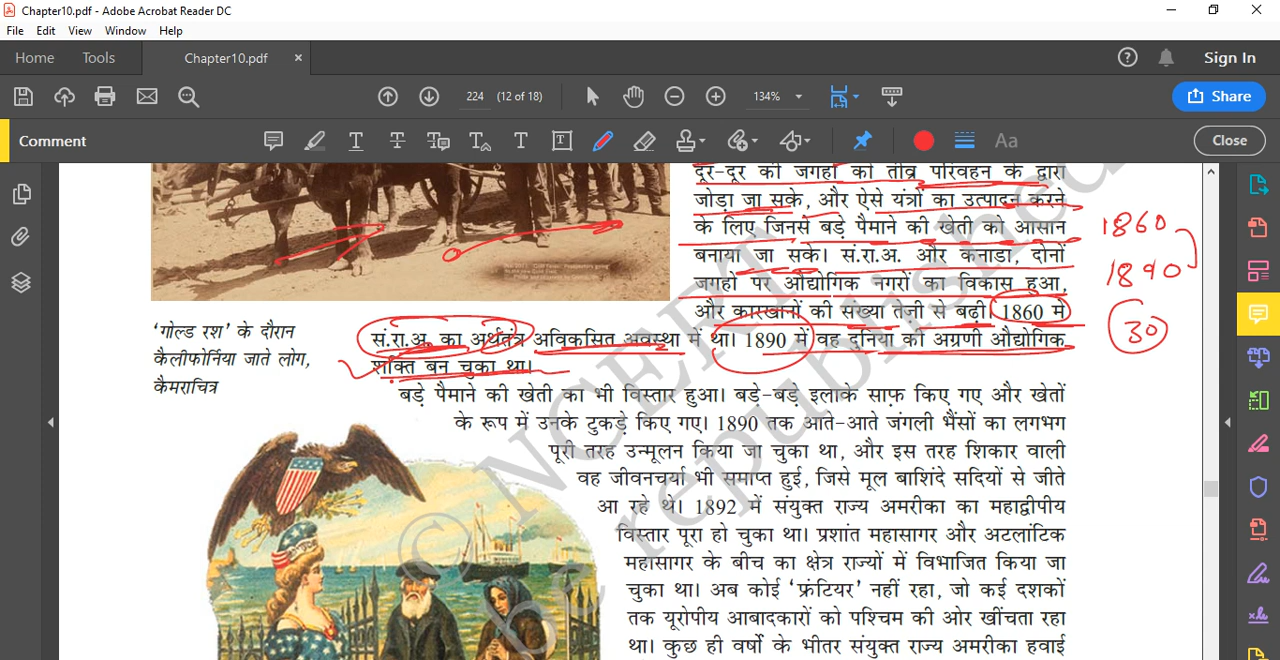 Chapter10.pdf - Adobe Acrobat Reader DC
File Edit View Window Help
Home Tools Chapter10.pdf × Sign In
224 (12 of 18) 134% Share
Comment Aa Close
दूर-दूर की जगहों को तीव्र परिवहन के द्वारा
जोड़ा जा सके, और ऐसे यंत्रों का उत्पादन करने
के लिए जिनसे बड़े पैमाने की खेती को आसान
बनाया जा सके। सं.रा.अ. और कनाडा, दोनों
जगहों पर औद्योगिक नगरों का विकास हुआ,
और कारखानों की संख्या तेज़ी से बढ़ी। 1860 में
सं.रा.अ. का अर्थतंत्र अविकसित अवस्था में था। 1890 में वह दुनिया की अग्रणी औद्योगिक
शक्ति बन चुका था।
1860
1890
30
'गोल्ड रश' के दौरान
कैलीफोर्निया जाते लोग,
कैमराचित्र
बड़े पैमाने की खेती का भी विस्तार हुआ। बड़े-बड़े इलाके साफ़ किए गए और खेतों
के रूप में उनके टुकड़े किए गए। 1890 तक आते-आते जंगली भैंसों का लगभग
पूरी तरह उन्मूलन किया जा चुका था, और इस तरह शिकार वाली
वह जीवनचर्या भी समाप्त हुई, जिसे मूल बाशिंदे सदियों से जीते
आ रहे थे। 1892 में संयुक्त राज्य अमरीका का महाद्वीपीय
विस्तार पूरा हो चुका था। प्रशांत महासागर और अटलांटिक
महासागर के बीच का क्षेत्र राज्यों में विभाजित किया जा
चुका था। अब कोई 'फ्रंटियर' नहीं रहा, जो कई दशकों
तक यूरोपीय आबादकारों को पश्चिम की ओर खींचता रहा
था। कुछ ही वर्षों के भीतर संयुक्त राज्य अमरीका हवाई
© NCERT
be republished